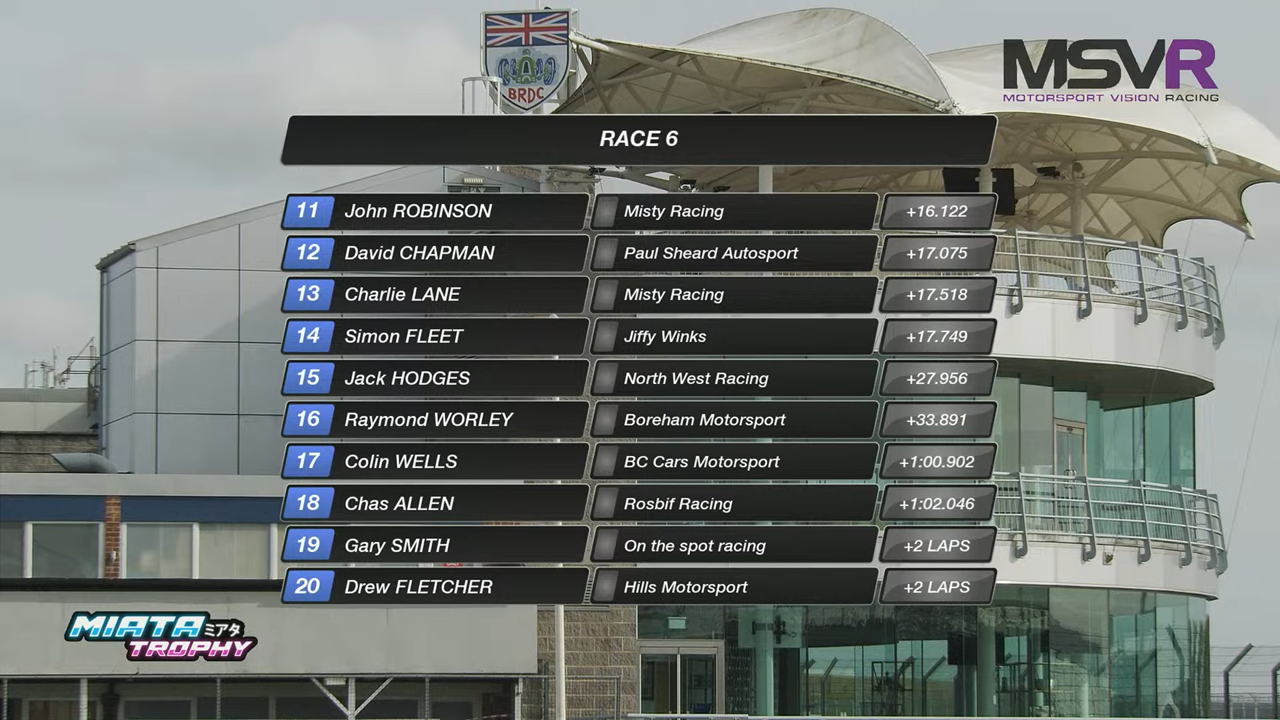 BRDC
MSVR
MOTORSPORT VISION RACING
RACE 6
11 John ROBINSON Misty Racing +16.122
12 David CHAPMAN Paul Sheard Autosport +17.075
13 Charlie LANE Misty Racing +17.518
14 Simon FLEET Jiffy Winks +17.749
15 Jack HODGES North West Racing +27.956
16 Raymond WORLEY Boreham Motorsport +33.891
17 Colin WELLS BC Cars Motorsport +1:00.902
18 Chas ALLEN Rosbif Racing +1:02.046
19 Gary SMITH On the spot racing +2 LAPS
20 Drew FLETCHER Hills Motorsport +2 LAPS
MIATA ミアタ
TROPHY